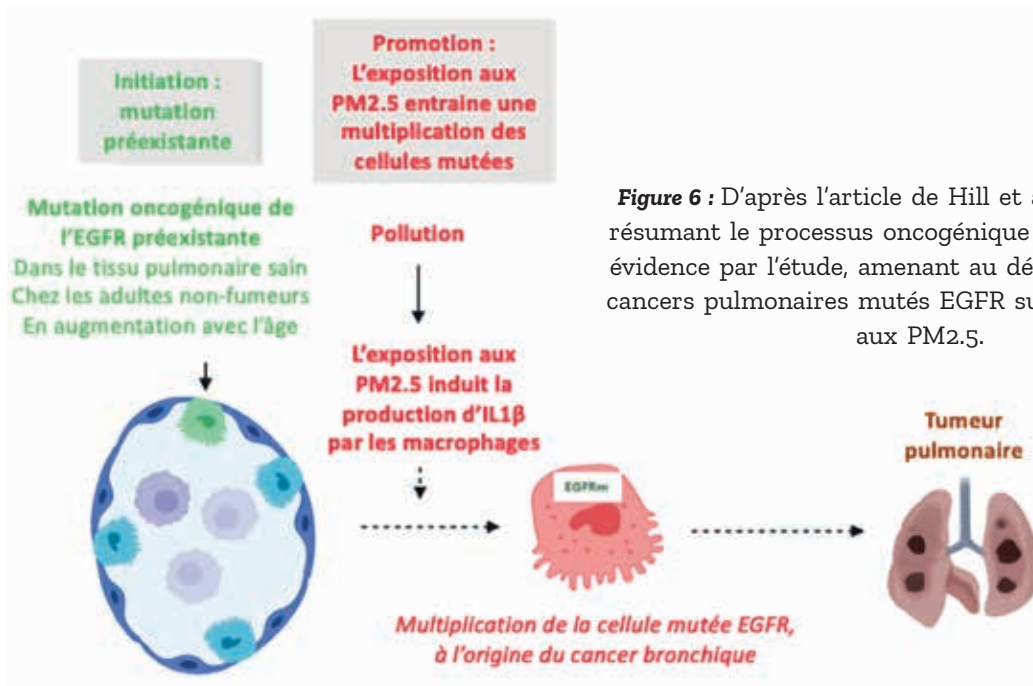 Initiation :
mutation
préexistante
Promotion :
L'exposition aux
PM2.5 entraine une
multiplication des
cellules mutées
Mutation oncogénique de
l'EGFR préexistante
Dans le tissu pulmonaire sain
Chez les adultes non-fumeurs
En augmentation avec l'âge
Pollution
L'exposition aux
PM2.5 induit la
production d'IL1β
par les macrophages
EGFRm
Multiplication de la cellule mutée EGFR,
à l'origine du cancer bronchique
Tumeur
pulmonaire
Figure 6 : D'après l'article de Hill et
résumant le processus oncogénique
évidence par l'étude, amenant au
cancers pulmonaires mutés EGFR
aux PM2.5.